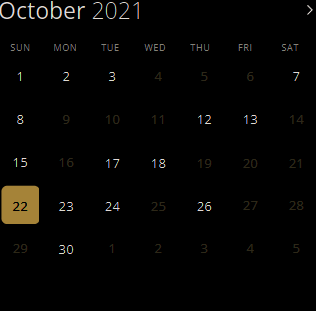 October 2021
SUN MON TUE WED THU FRI SAT
1 2 3 4 5 6 7
8 9 10 11 12 13 14
15 16 17 18 19 20 21
22 23 24 25 26 27 28
29 30 1 2 3 4 5